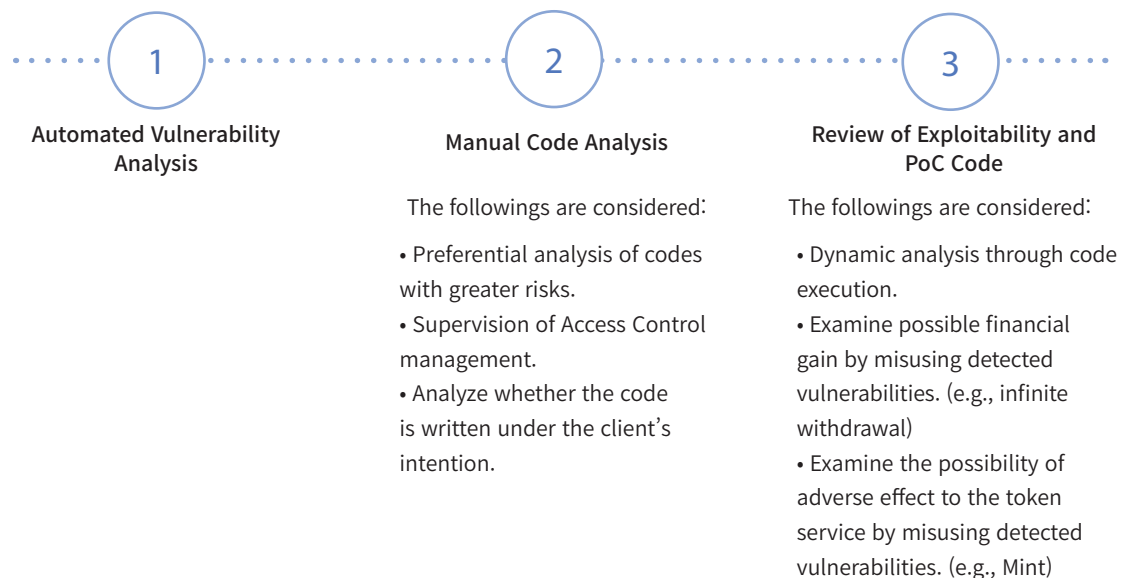 1
Automated Vulnerability
Analysis
2
Manual Code Analysis
The followings are considered:
• Preferential analysis of codes
with greater risks.
• Supervision of Access Control
management.
• Analyze whether the code
is written under the client’s
intention.
3
Review of Exploitability and
PoC Code
The followings are considered:
• Dynamic analysis through code
execution.
• Examine possible financial
gain by misusing detected
vulnerabilities. (e.g., infinite
withdrawal)
• Examine the possibility of
adverse effect to the token
service by misusing detected
vulnerabilities. (e.g., Mint)